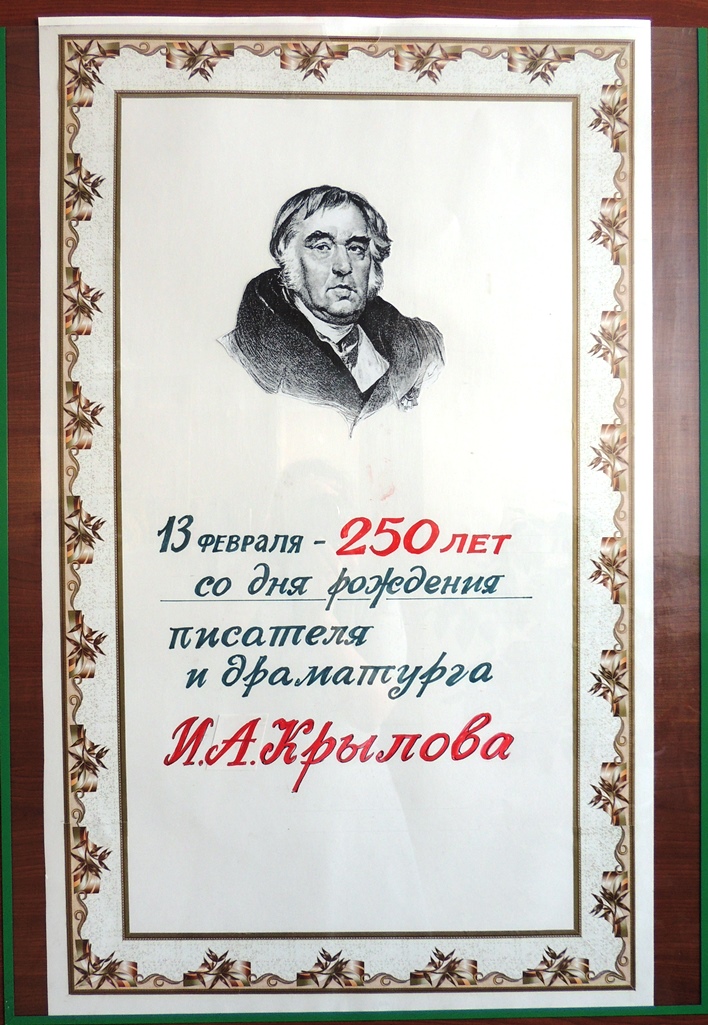 13 ФЕВРАЛЯ - 250 ЛЕТ
со дня рождения
писателя
и драматурга
И.А.Крылова